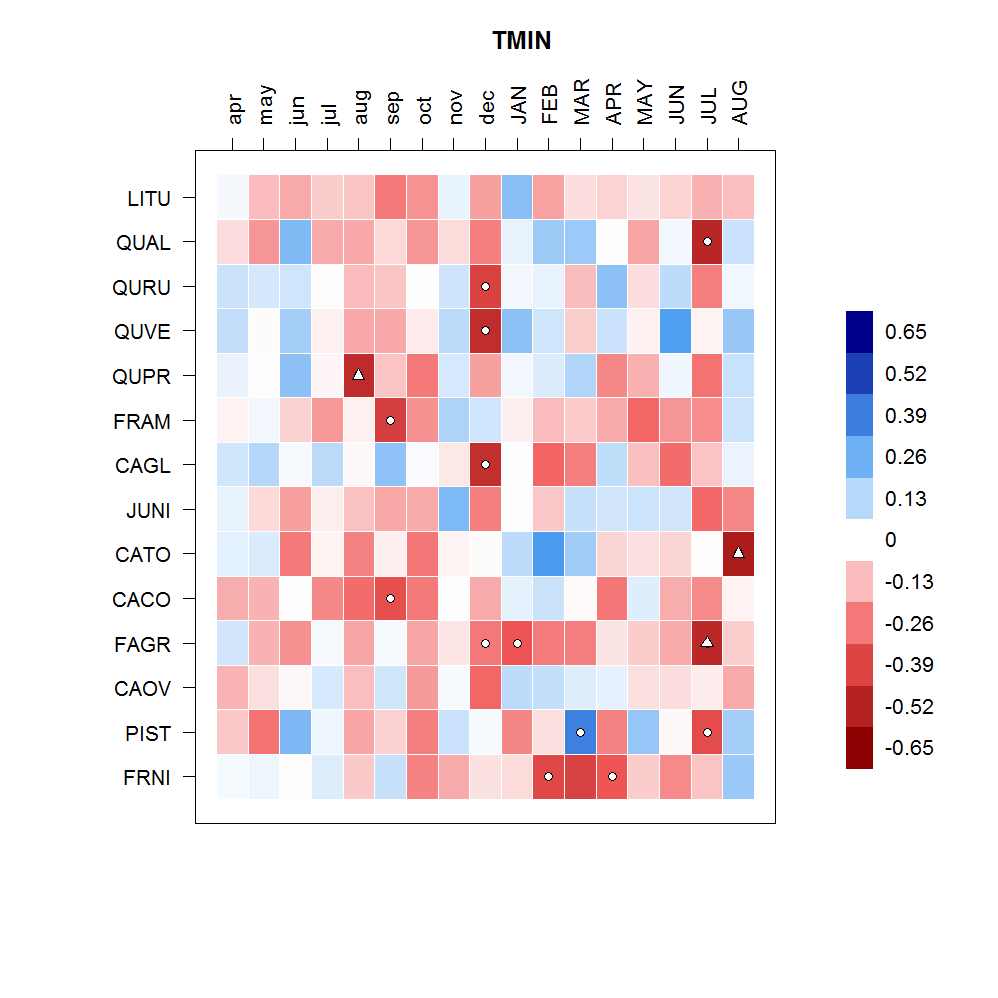 TMIN
apr may jun jul aug sep oct nov dec JAN FEB MAR APR MAY JUN JUL AUG
LITU
QUAL
QURU
QUVE
QUPR
FRAM
CAGL
JUNI
CATO
CACO
FAGR
CAOV
PIST
FRNI
0.65
0.52
0.39
0.26
0.13
0
-0.13
-0.26
-0.39
-0.52
-0.65